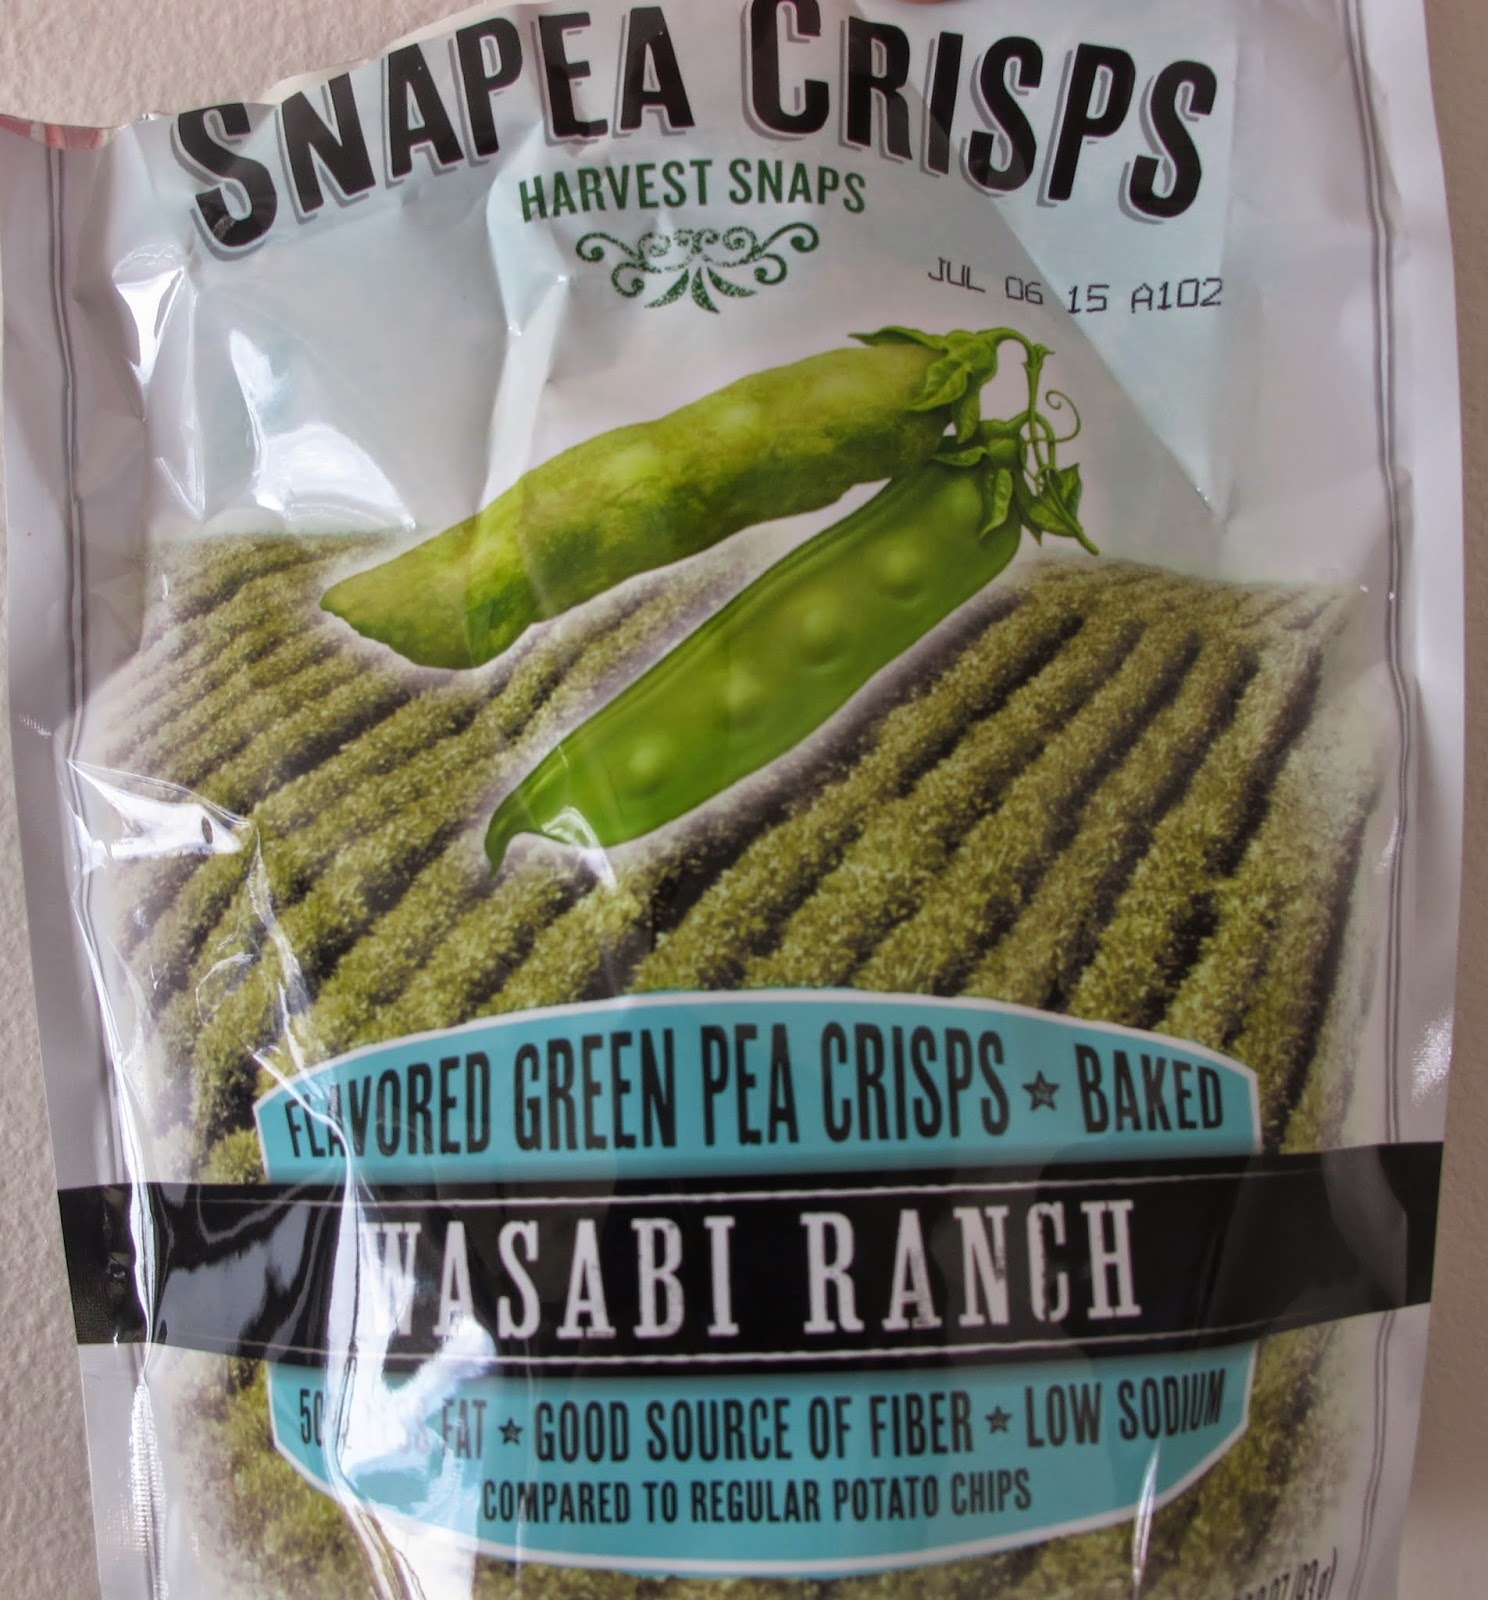 SNAPEA CRISPS
HARVEST SNAPS
JUL 06 15 A102
FLAVORED GREEN PEA CRISPS ★ BAKED
WASABI RANCH
FAT ★ GOOD SOURCE OF FIBER ★ LOW SODIUM
COMPARED TO REGULAR POTATO CHIPS